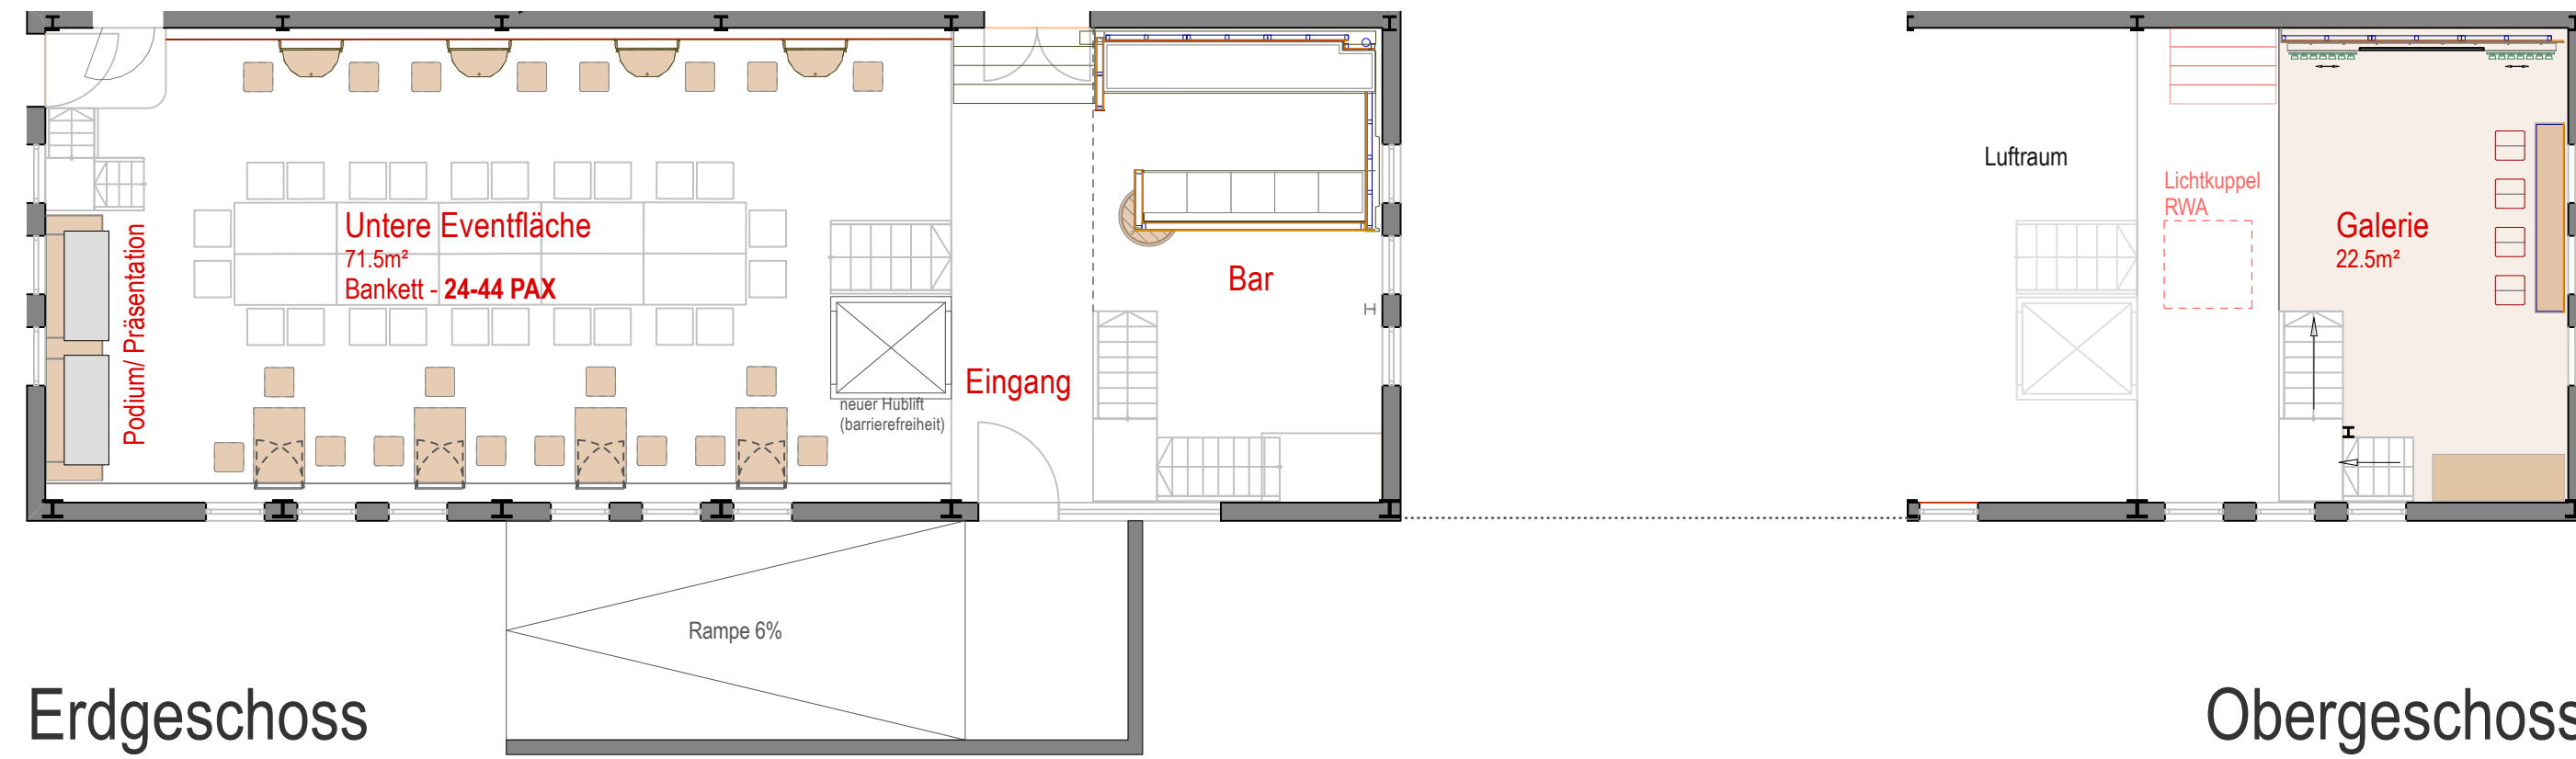 Untere Eventfläche
71.5m²
Bankett - 24-44 PAX
Podium/ Präsentation
neuer Hublift
(barrierefreiheit)
Eingang
Bar
Rampe 6%
Erdgeschoss
Luftraum
Lichtkuppel
RWA
Galerie
22.5m²
Obergeschoss